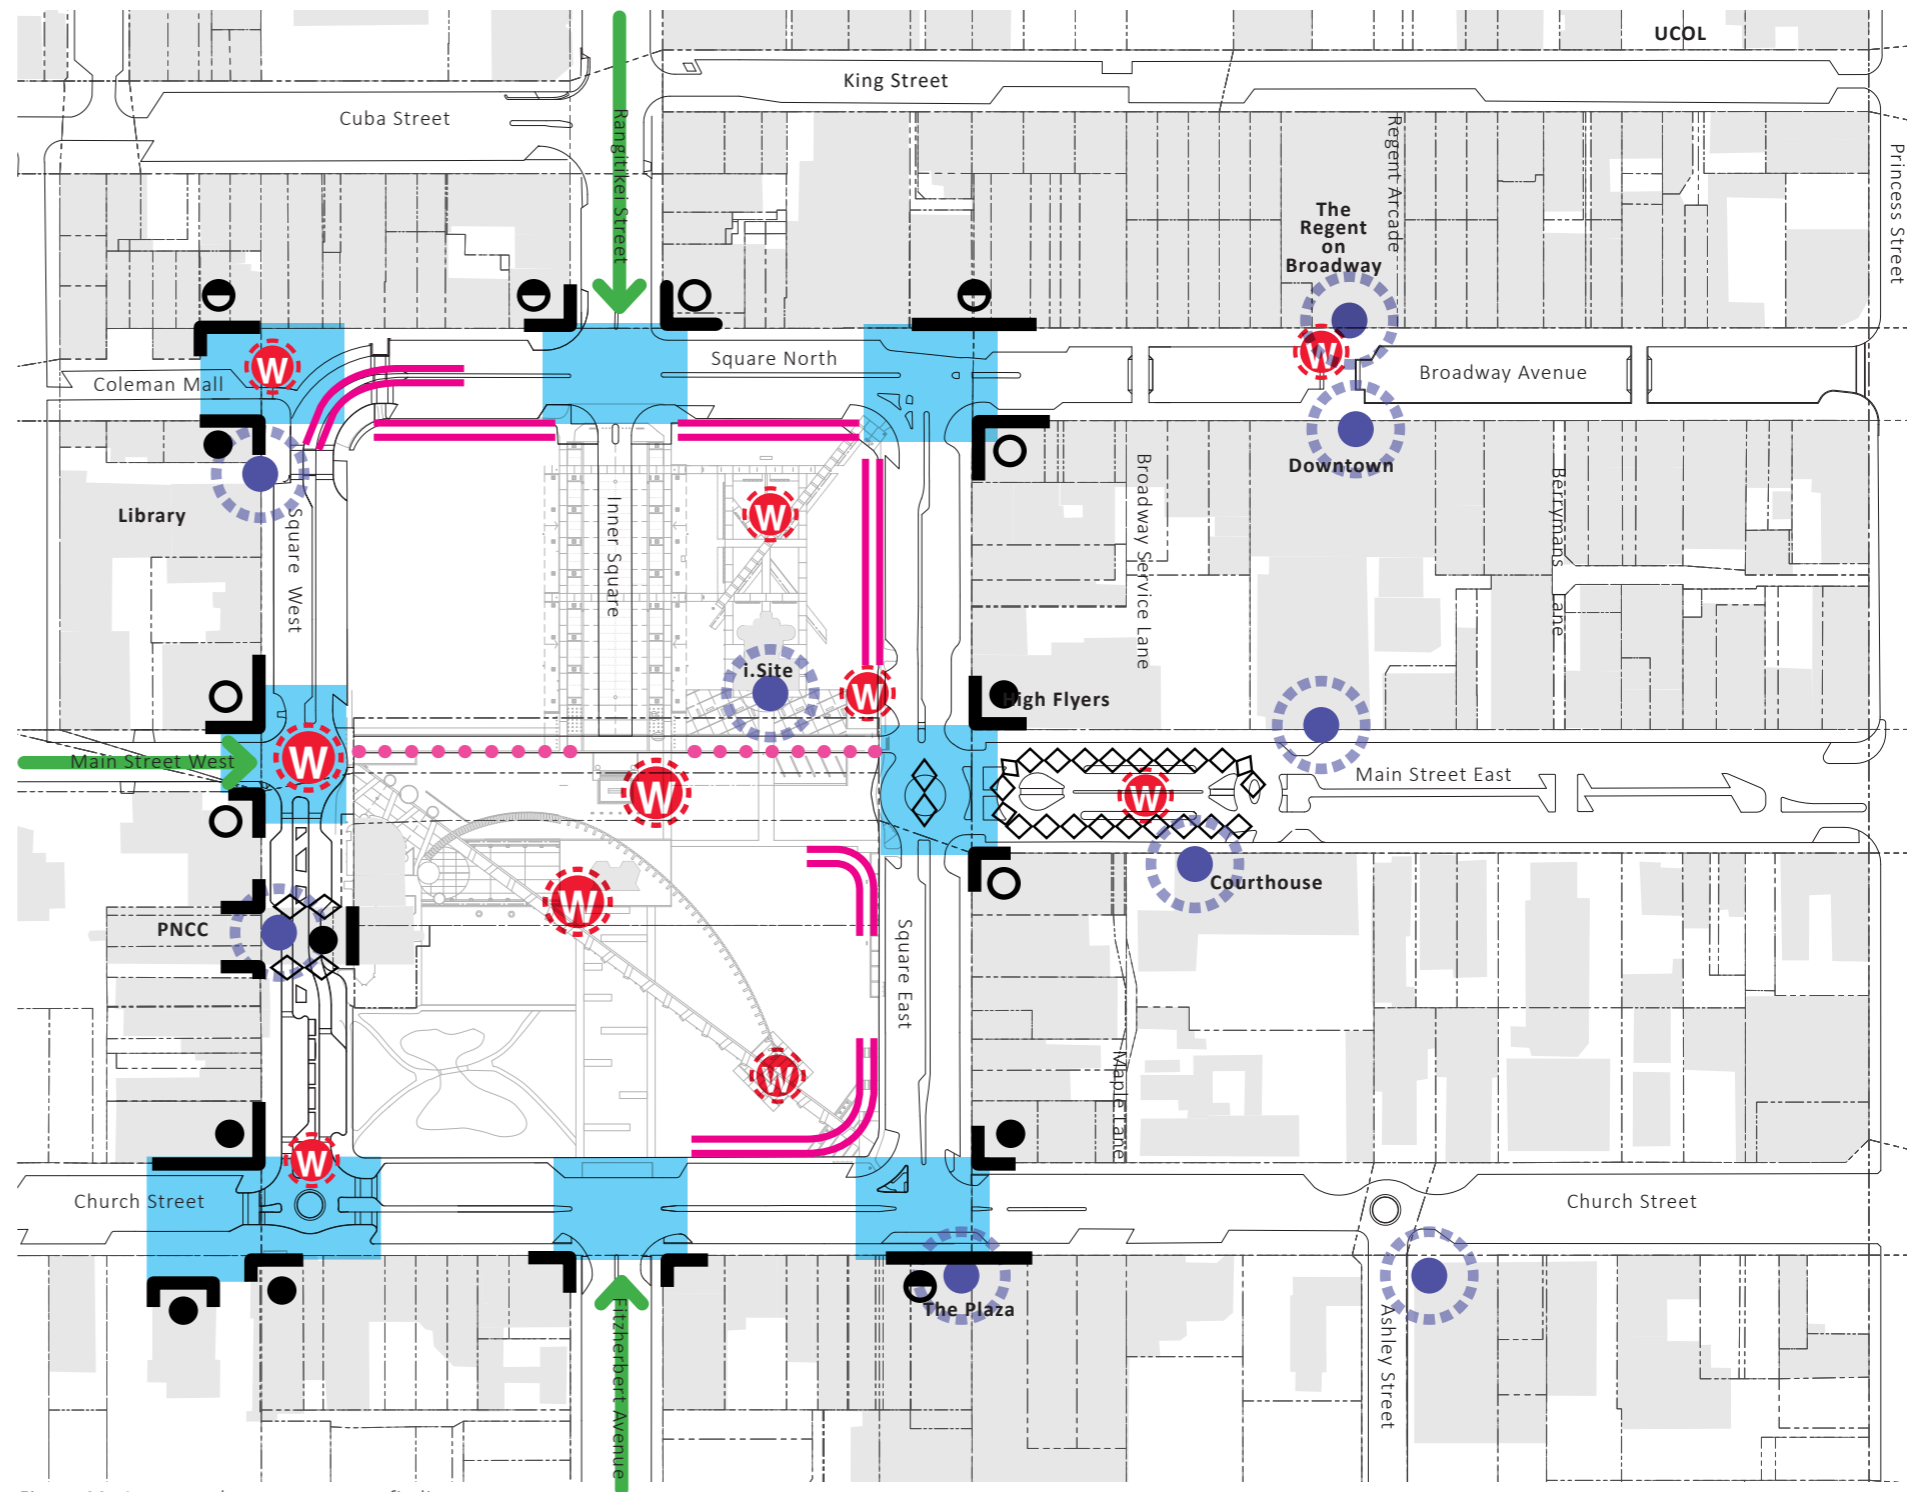 UCOL
King Street
Cuba Street
Rangitikei Street
Regent Arcade
Princess Street
The
Regent
on
Broadway
W
W
Square North
Coleman Mall
Broadway Avenue
Downtown
Library
Square West
Inner Square
W
Broadway Service Lane
Berrymans Lane
i.Site
W
High Flyers
Main Street West
W
W
W
Main Street East
Courthouse
W
PNCC
Square East
W
Maple Lane
W
Church Street
Church Street
The Plaza
Fitzherbert Avenue
Ashley Street